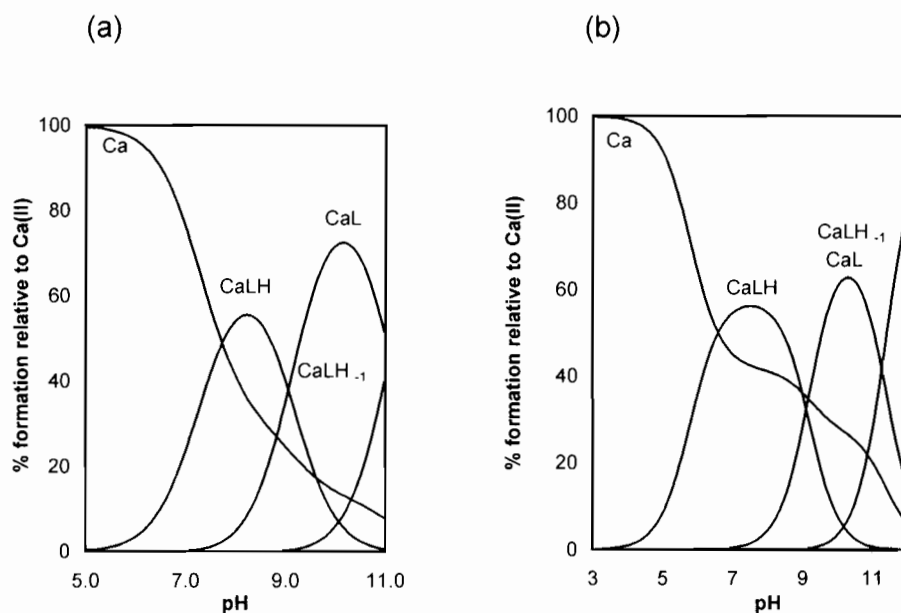 (a)
% formation relative to Ca(II)
100
80
60
40
20
0
Ca
CaLH
CaL
CaLH -1
5.0 7.0 9.0 11.0
pH
(b)
% formation relative to Ca(II)
100
80
60
40
20
0
Ca
CaLH
CaLH -1
CaL
3 5 7 9 11
pH